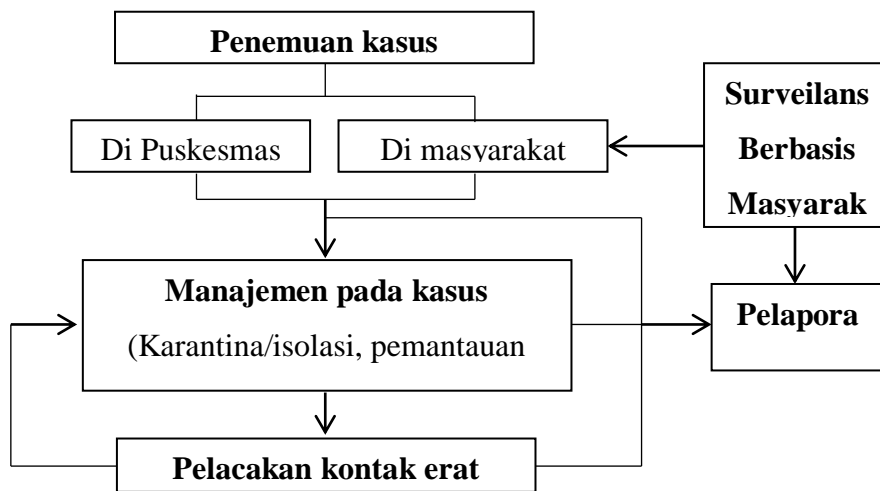 Penemuan kasus
Di Puskesmas
Di masyarakat
Surveilans
Berbasis
Masyarak
Manajemen pada kasus
(Karantina/isolasi, pemantauan
Pelapora
Pelacakan kontak erat